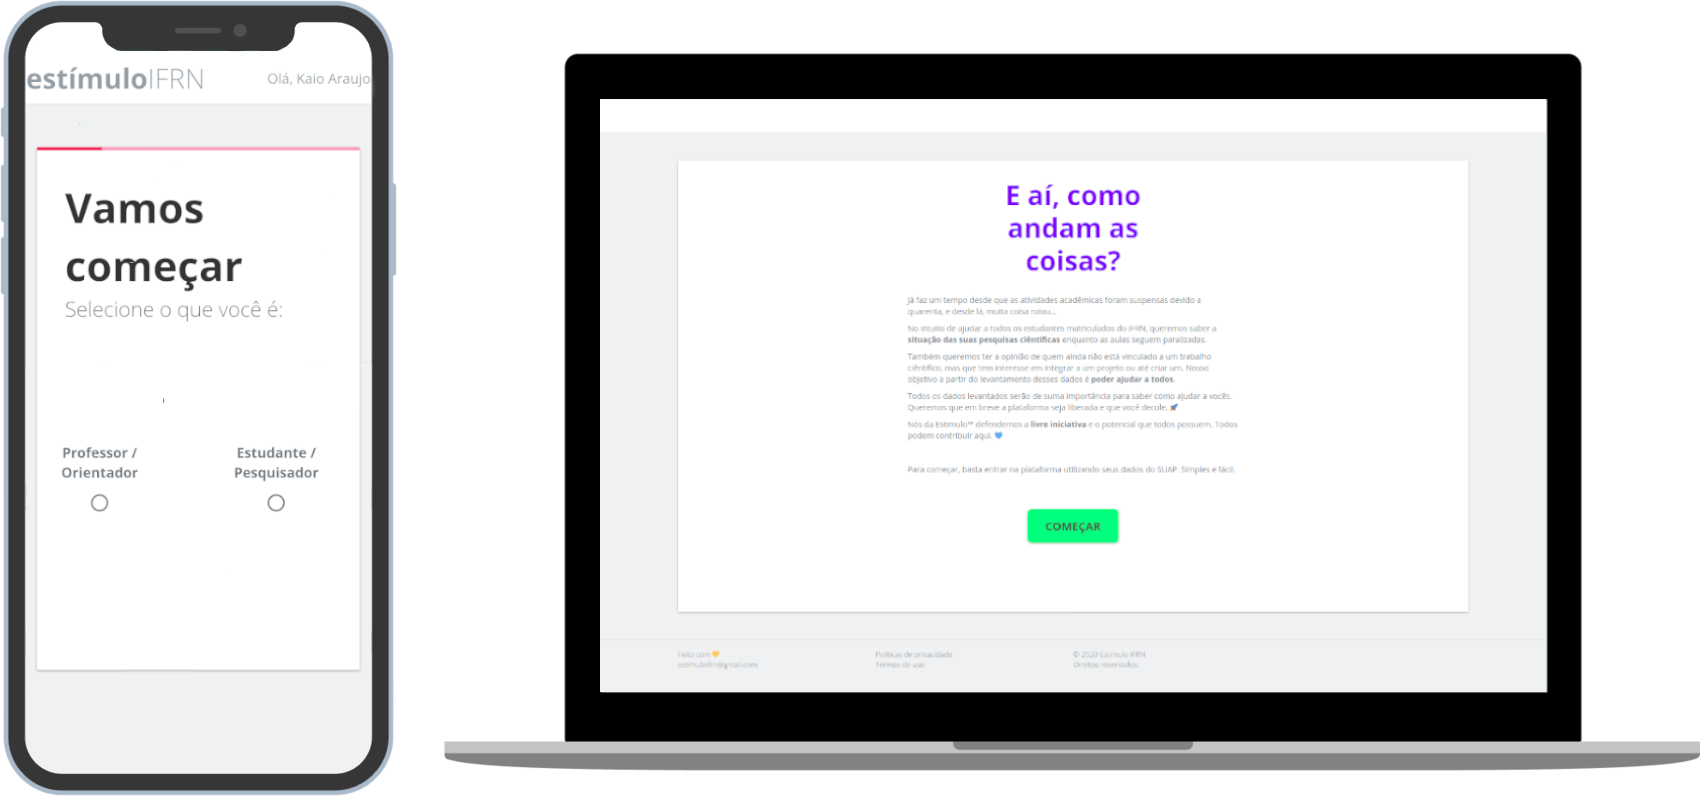 estímuloIFRN
Olá, Kaio Araujo
Vamos
começar
Selecione o que você é:
Professor /
Orientador
Estudante /
Pesquisador
E aí, como
andam as
coisas?
Já faz um tempo desde que as atividades acadêmicas foram suspensas devido a
quarenta, e desde lá, muita coisa rolou...
No intuito de ajudar a todos os estudantes matriculados do IFRN, queremos saber a
situação das suas pesquisas ciêntificas enquanto as aulas seguem paralizadas.
Também queremos ter a opinião de quem ainda não está vinculado a um trabalho
ciêntifico, mas que tem interesse em integrar a um projeto ou até criar um. Nosso
objetivo a partir do levantamento desses dados é poder ajudar a todos.
Todos os dados levantados serão de suma importância para saber como ajudar a vocês.
Queremos que em breve a plataforma seja liberada e que você decole. 🚀
Nós da Estímulo™ defendemos a livre iniciativa e o potencial que todos possuem. Todos
podem contribuir aqui. 💙
Para começar, basta entrar na plataforma utilizando seus dados do SUAP. Simples e fácil.
COMEÇAR
Feito com 💛
estimuloifrn@gmail.com
Políticas de privacidade
Termos de uso
© 2020 Estímulo IFRN
Direitos reservados.